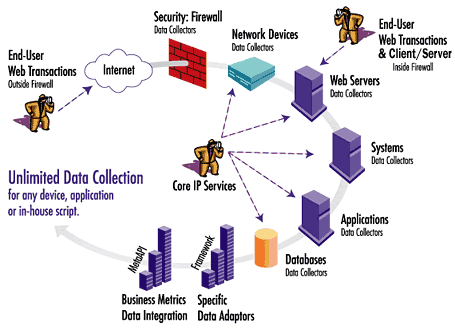 Security: Firewall
Data Collectors
Network Devices
Data Collectors
End-User
Web Transactions
& Client/Server
Inside Firewall
End-User
Web Transactions
Outside Firewall
Internet
Web Servers
Data Collectors
Systems
Data Collectors
Core IP Services
Unlimited Data Collection
for any device, application
or in-house script.
Applications
Data Collectors
Databases
Data Collectors
MetaAPI
Framework
Business Metrics
Data Integration
Specific
Data Adaptors